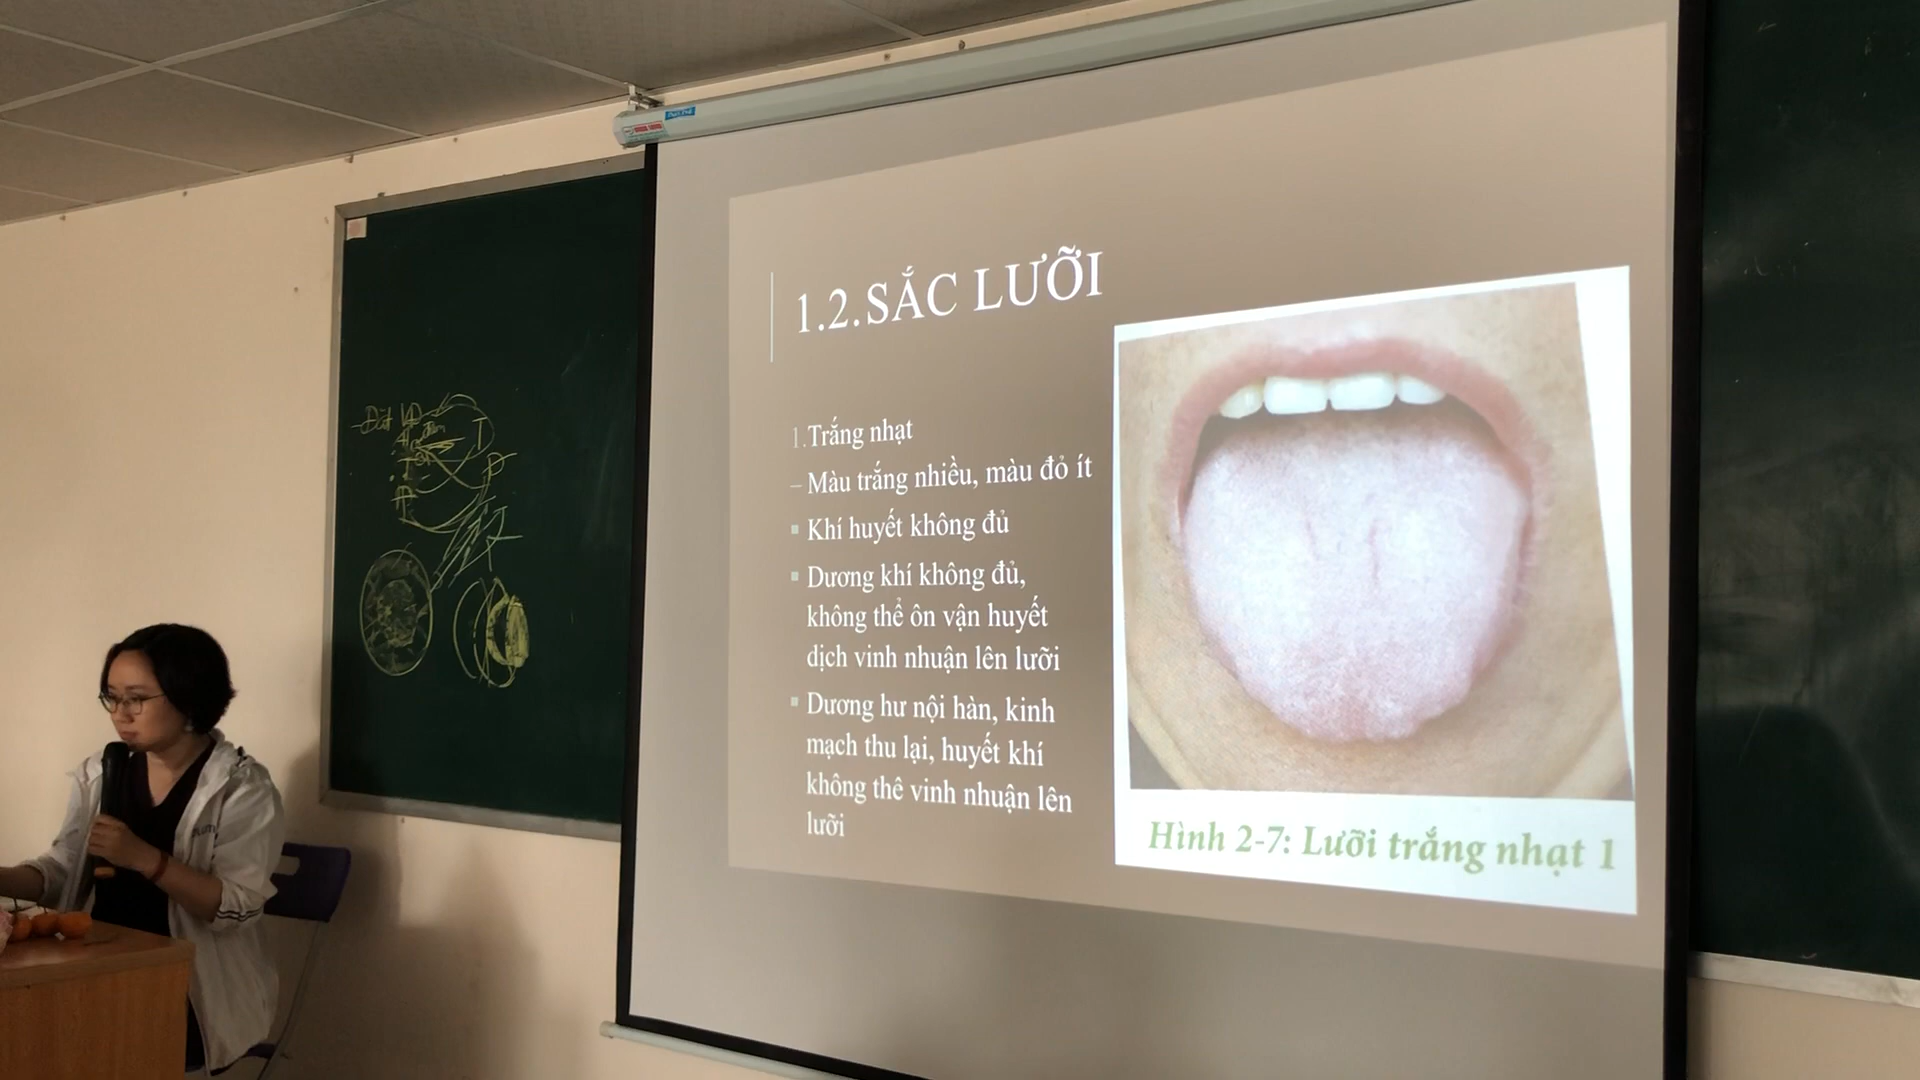 1.2.SẮC LƯỠI
1.Trắng nhạt
– Màu trắng nhiều, màu đỏ ít
▪ Khí huyết không đủ
▪ Dương khí không đủ,
không thể ôn vận huyết
dịch vinh nhuận lên lưỡi
▪ Dương hư nội hàn, kinh
mạch thu lại, huyết khí
không thê vinh nhuận lên
lưỡi
Hình 2-7: Lưỡi trắng nhạt 1